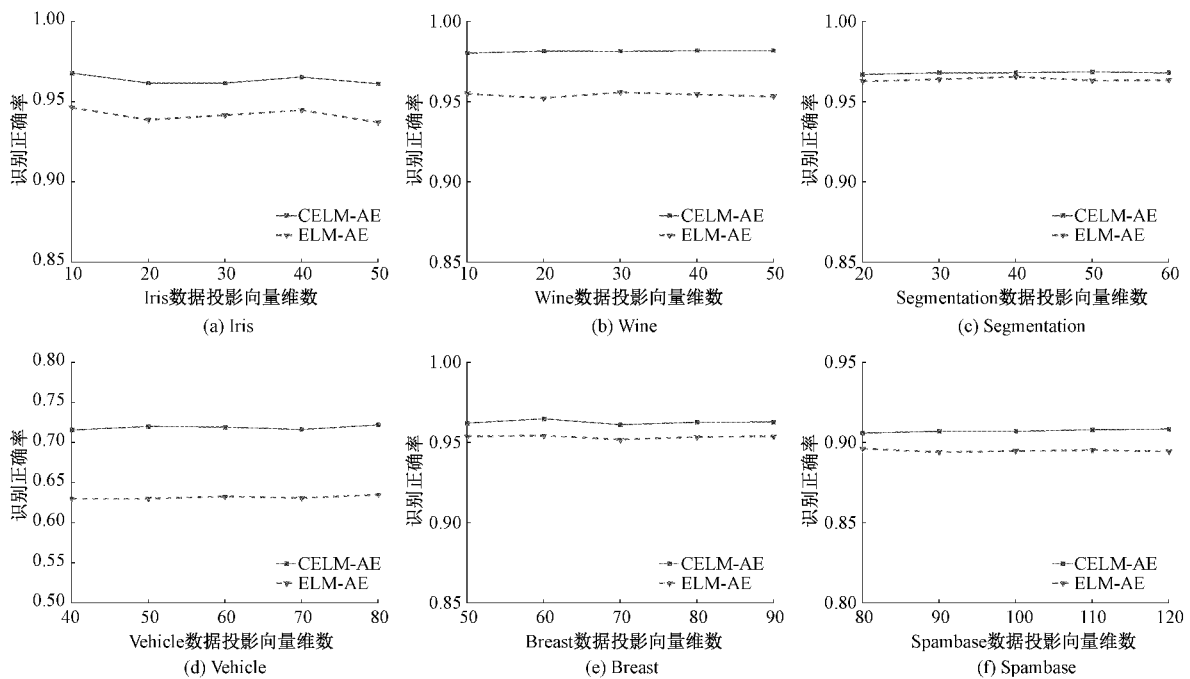 1.00
0.95
0.90
0.85
识别正确率
CELM-AE
ELM-AE
10 20 30 40 50
Iris数据投影向量维数
(a) Iris
1.00
0.95
0.90
0.85
识别正确率
CELM-AE
ELM-AE
10 20 30 40 50
Wine数据投影向量维数
(b) Wine
1.00
0.95
0.90
0.85
识别正确率
CELM-AE
ELM-AE
20 30 40 50 60
Segmentation数据投影向量维数
(c) Segmentation
0.80
0.75
0.70
0.65
0.60
0.55
0.50
识别正确率
CELM-AE
ELM-AE
40 50 60 70 80
Vehicle数据投影向量维数
(d) Vehicle
1.00
0.95
0.90
0.85
识别正确率
CELM-AE
ELM-AE
50 60 70 80 90
Breast数据投影向量维数
(e) Breast
0.95
0.90
0.85
0.80
识别正确率
CELM-AE
ELM-AE
80 90 100 110 120
Spambase数据投影向量维数
(f) Spambase